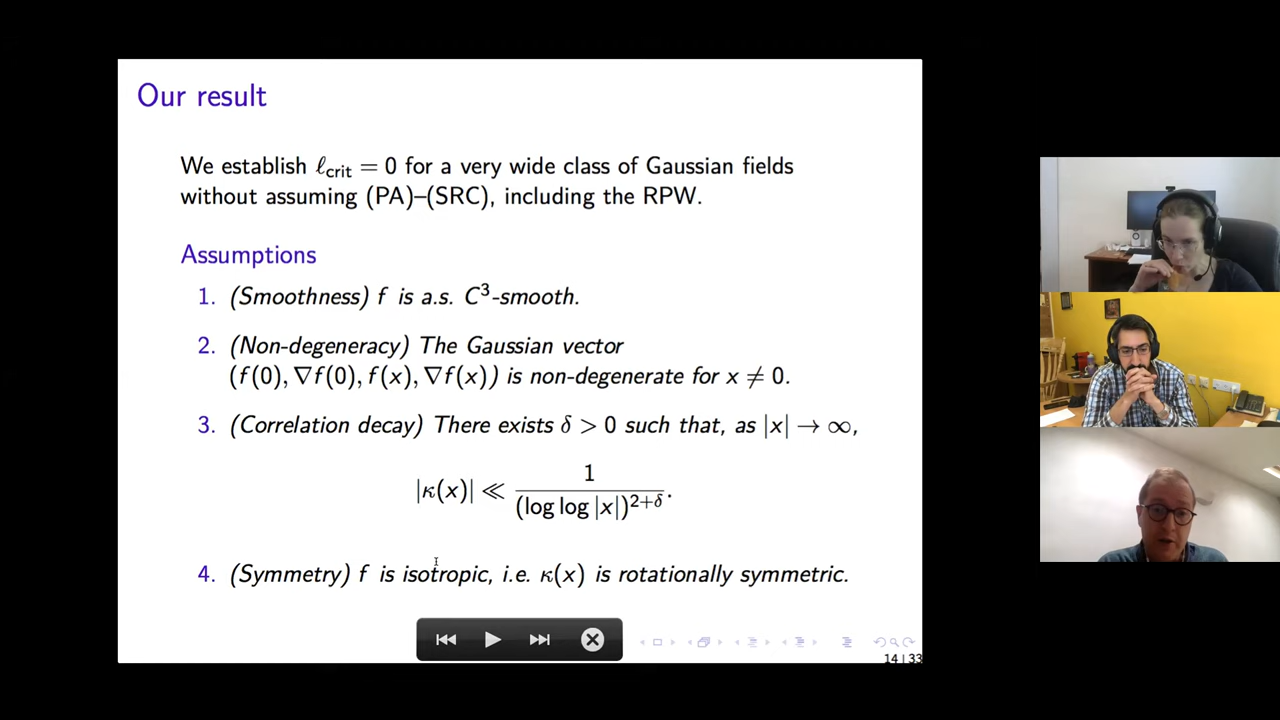 Our result
We establish ℓcrit = 0 for a very wide class of Gaussian fields
without assuming (PA)–(SRC), including the RPW.
Assumptions
1. (Smoothness) f is a.s. C³-smooth.
2. (Non-degeneracy) The Gaussian vector
(f(0), ∇f(0), f(x), ∇f(x)) is non-degenerate for x ≠ 0.
3. (Correlation decay) There exists δ > 0 such that, as |x| → ∞,
|κ(x)| ≪ 1 / (log log |x|)^{2+δ}.
4. (Symmetry) f is isotropic, i.e. κ(x) is rotationally symmetric.
14 | 33